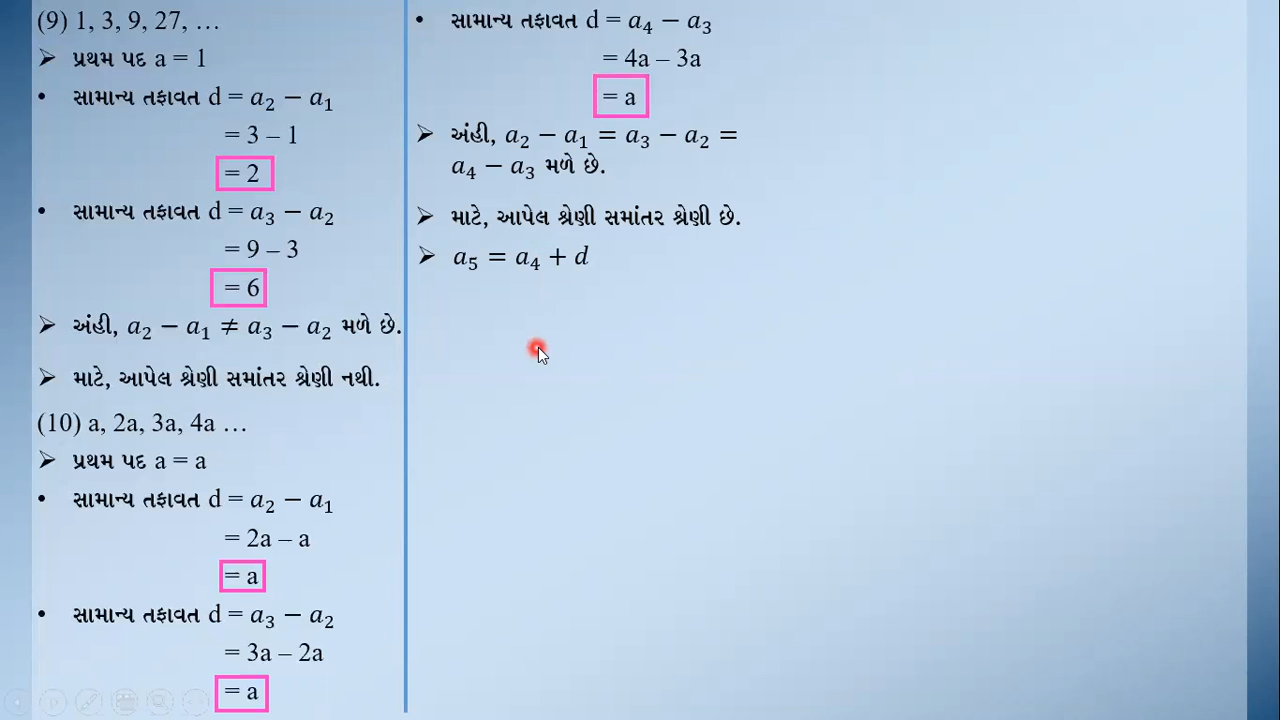 (9) 1, 3, 9, 27, …
➢ પ્રથમ પદ a = 1
• સામાન્ય તફાવત d = a₂ − a₁
= 3 – 1
= 2
• સામાન્ય તફાવત d = a₃ − a₂
= 9 – 3
= 6
➢ અંહી, a₂ − a₁ ≠ a₃ − a₂ મળે છે.
➢ માટે, આપેલ શ્રેણી સમાંતર શ્રેણી નથી.
(10) a, 2a, 3a, 4a …
➢ પ્રથમ પદ a = a
• સામાન્ય તફાવત d = a₂ − a₁
= 2a – a
= a
• સામાન્ય તફાવત d = a₃ − a₂
= 3a – 2a
= a
• સામાન્ય તફાવત d = a₄ − a₃
= 4a – 3a
= a
➢ અંહી, a₂ − a₁ = a₃ − a₂ =
a₄ − a₃ મળે છે.
➢ માટે, આપેલ શ્રેણી સમાંતર શ્રેણી છે.
➢ a₅ = a₄ + d